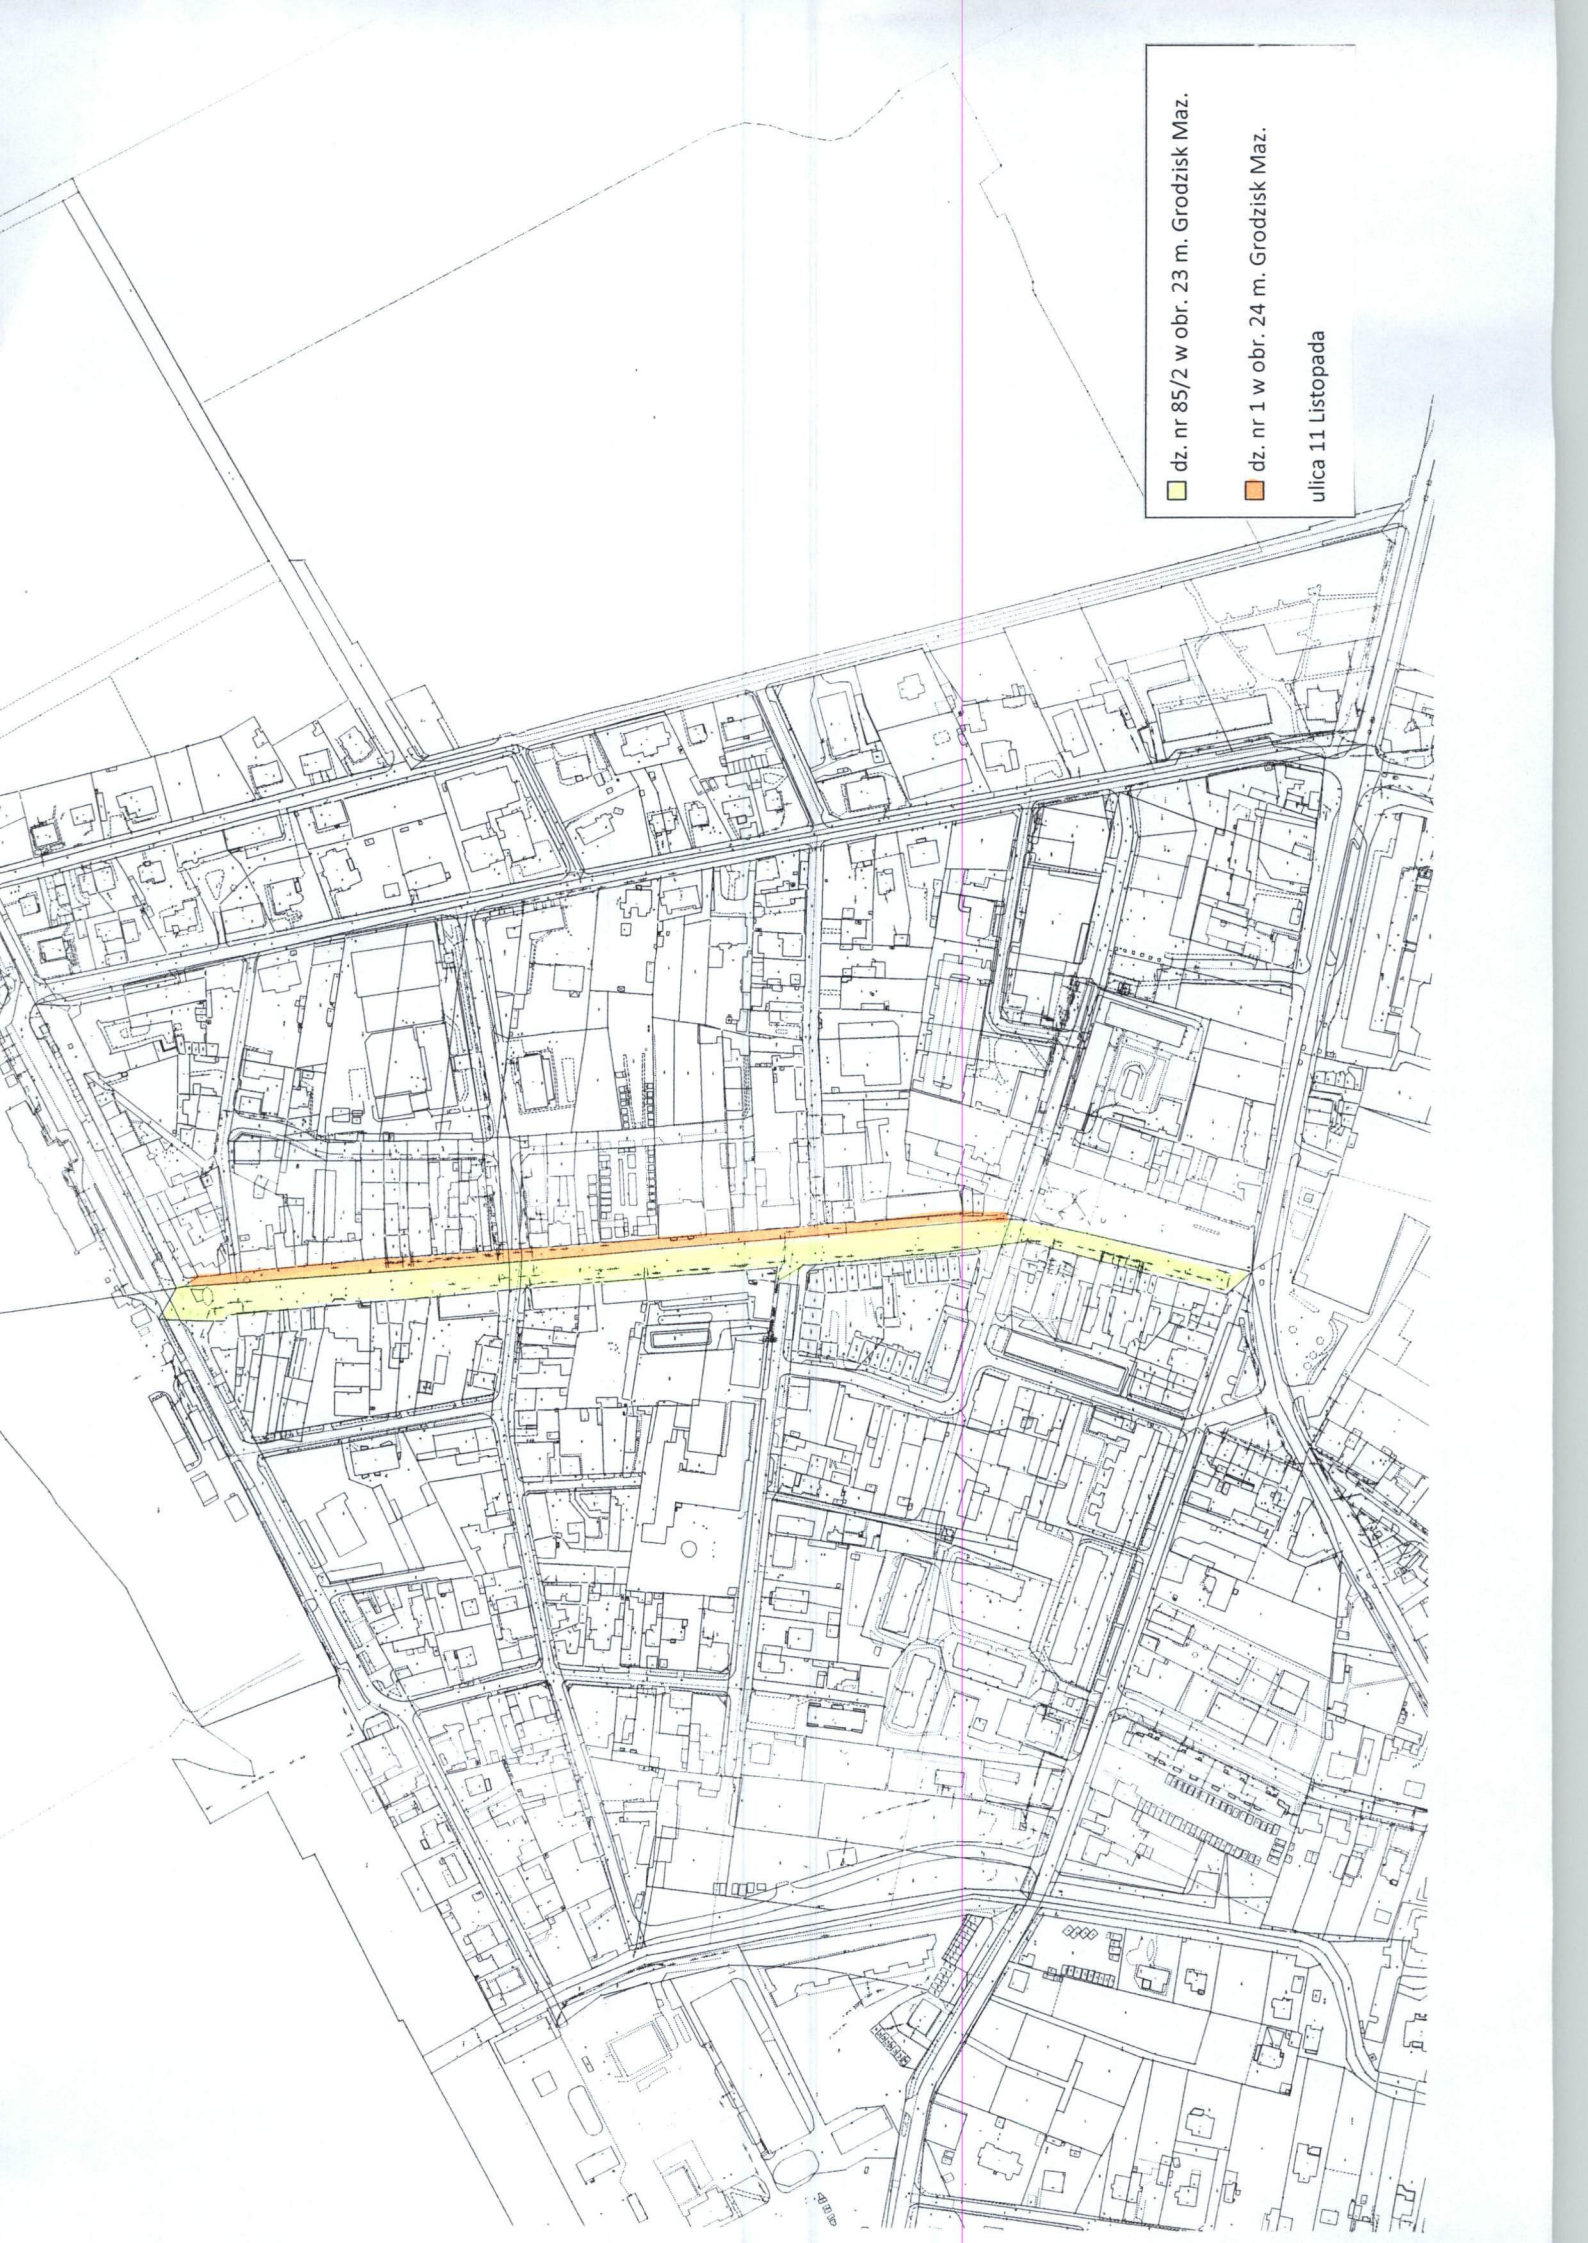 dz. nr 85/2 w obr. 23 m. Grodzisk Maz.
dz. nr 1 w obr. 24 m. Grodzisk Maz.
ulica 11 Listopada